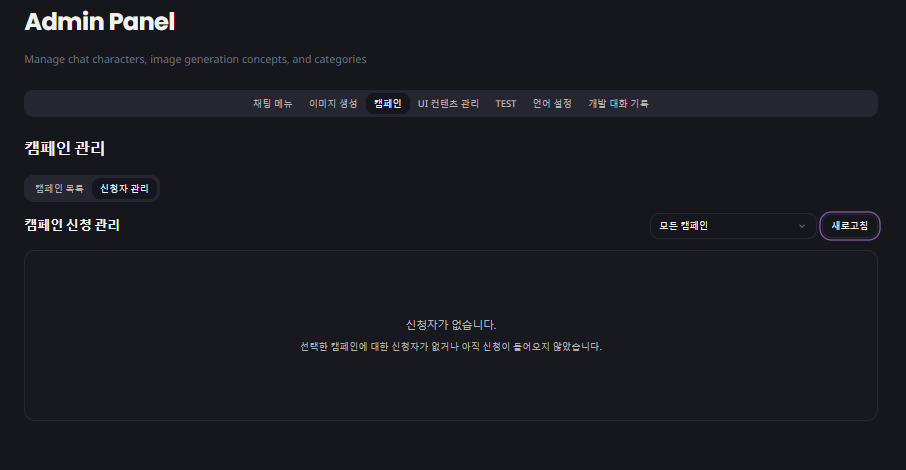 Admin Panel
Manage chat characters, image generation concepts, and categories
채팅 메뉴 이미지 생성 캠페인 UI 컨텐츠 관리 TEST 언어 설정 개발 대화 기록
캠페인 관리
캠페인 목록 신청자 관리
캠페인 신청 관리 모든 캠페인 새로고침
신청자가 없습니다.
선택한 캠페인에 대한 신청자가 없거나 아직 신청이 들어오지 않았습니다.